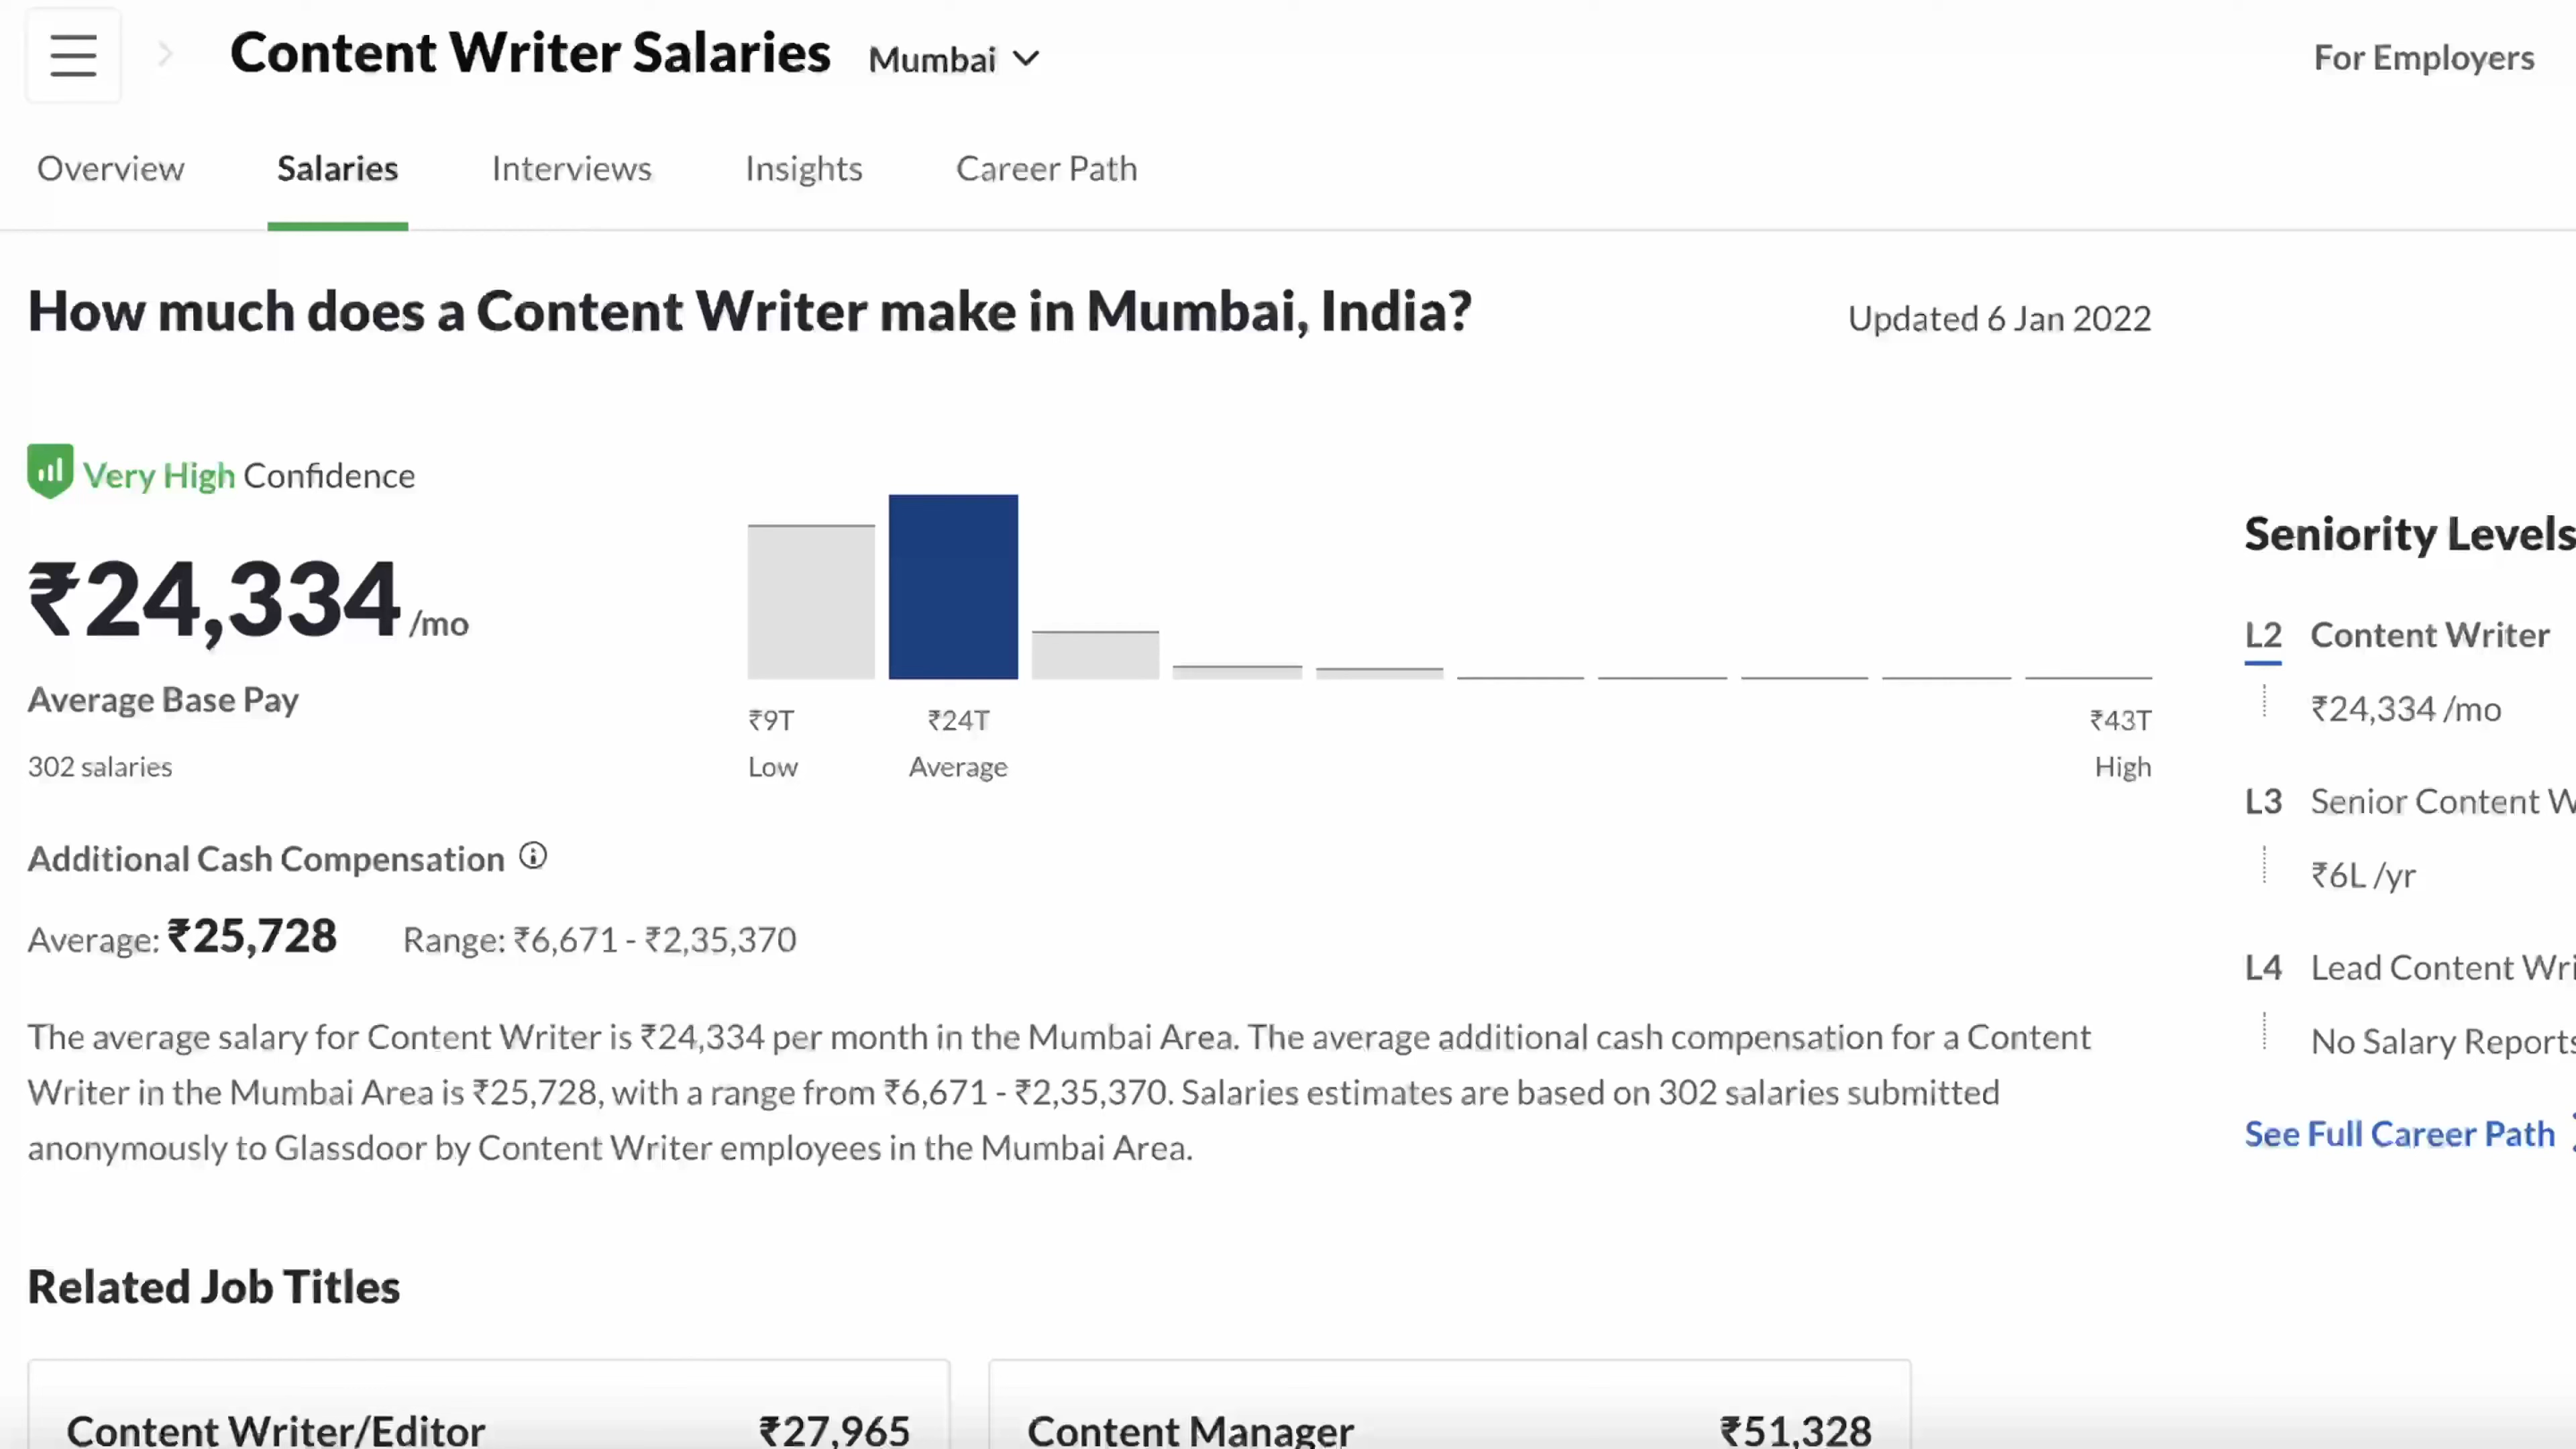 Content Writer Salaries Mumbai For Employers
Overview Salaries Interviews Insights Career Path
How much does a Content Writer make in Mumbai, India? Updated 6 Jan 2022
Very High Confidence
₹24,334 /mo
Average Base Pay
302 salaries
₹9T ₹24T ₹43T
Low Average High
Additional Cash Compensation
Average: ₹25,728 Range: ₹6,671 - ₹2,35,370
The average salary for Content Writer is ₹24,334 per month in the Mumbai Area. The average additional cash compensation for a Content
Writer in the Mumbai Area is ₹25,728, with a range from ₹6,671 - ₹2,35,370. Salaries estimates are based on 302 salaries submitted
anonymously to Glassdoor by Content Writer employees in the Mumbai Area.
Seniority Levels
L2 Content Writer
₹24,334 /mo
L3 Senior Content W
₹6L /yr
L4 Lead Content Wri
No Salary Reports
See Full Career Path
Related Job Titles
Content Writer/Editor ₹27,965
Content Manager ₹51,328